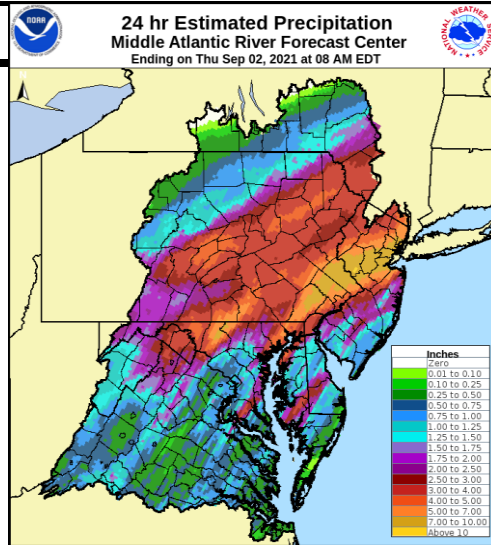 NOAA
24 hr Estimated Precipitation
Middle Atlantic River Forecast Center
Ending on Thu Sep 02, 2021 at 08 AM EDT
NATIONAL WEATHER SERVICE
N
Inches
Zero
0.01 to 0.10
0.10 to 0.25
0.25 to 0.50
0.50 to 0.75
0.75 to 1.00
1.00 to 1.25
1.25 to 1.50
1.50 to 1.75
1.75 to 2.00
2.00 to 2.50
2.50 to 3.00
3.00 to 4.00
4.00 to 5.00
5.00 to 7.00
7.00 to 10.00
Above 10